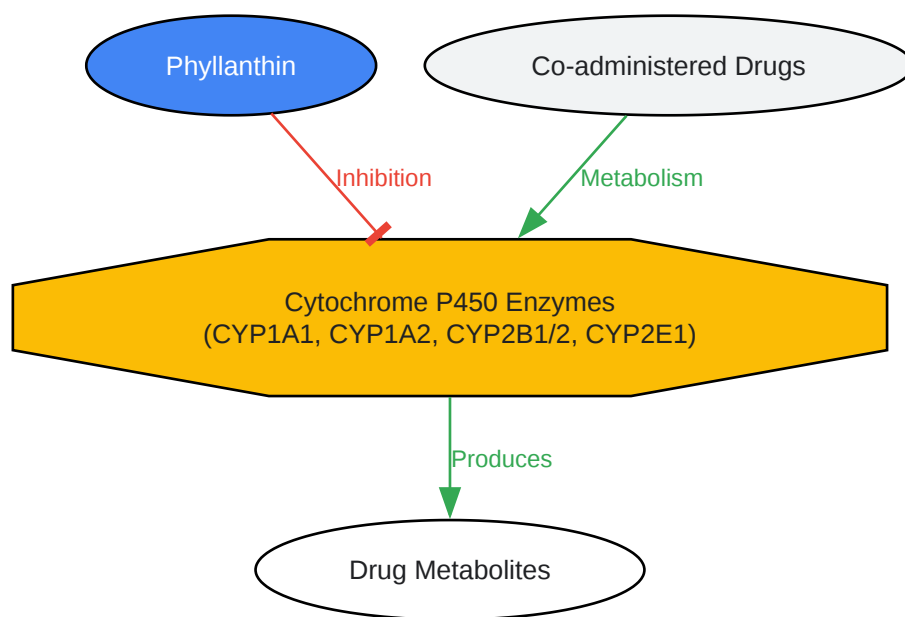 Phyllanthin
Co-administered Drugs
Inhibition
Metabolism
Cytochrome P450 Enzymes
(CYP1A1, CYP1A2, CYP2B1/2, CYP2E1)
Produces
Drug Metabolites